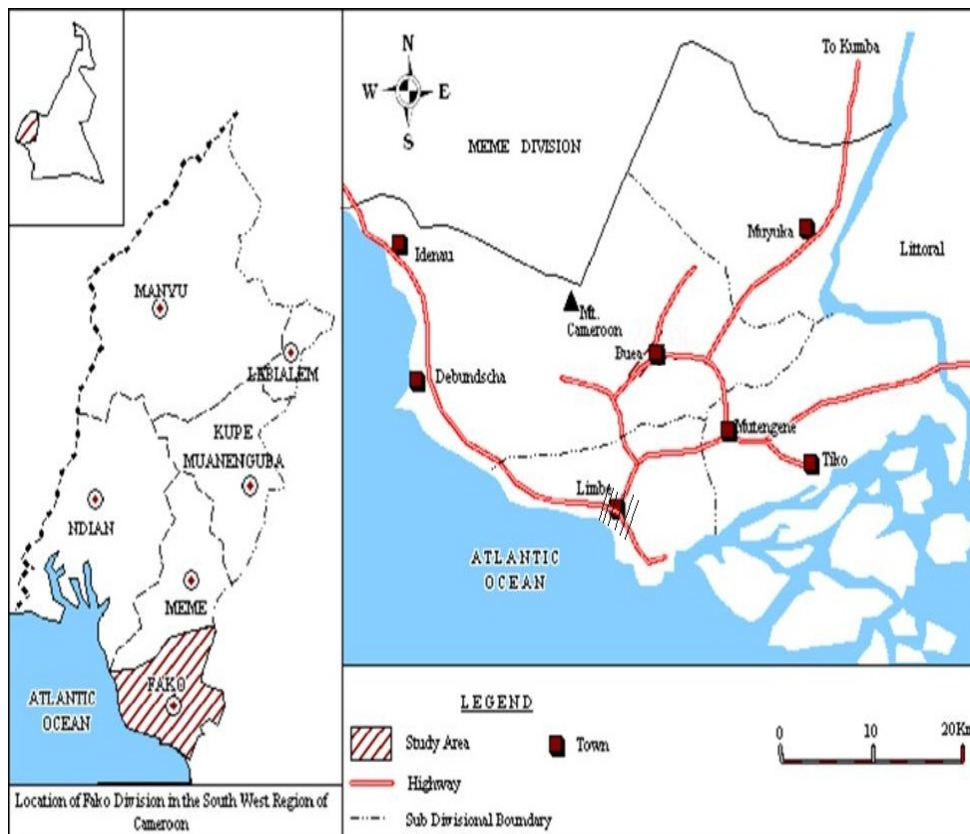 MANYU
LEBIALEM
KUPE
MUANENGUBA
NDIAN
MEME
FAKO
ATLANTIC
OCEAN
Location of Fako Division in the South West Region of
Cameroon
N
W E
S
To Kumba
MEME DIVISION
Muyuka
Idenau
Littoral
Mt.
Cameroon
Buea
Debundscha
Mutengene
Tiko
Limbe
ATLANTIC
OCEAN
LEGEND
Study Area
Town
Highway
Sub Divisional Boundary
0 10 20Km